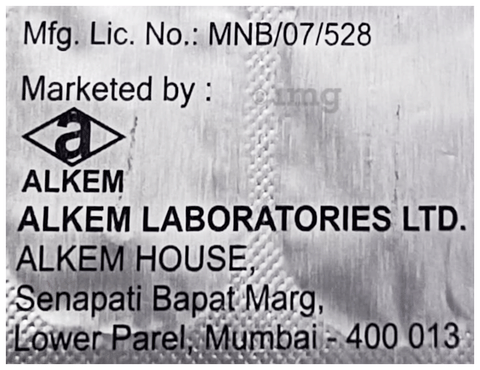 Mfg. Lic. No.: MNB/07/528
Marketed by :
a
ALKEM
ALKEM LABORATORIES LTD.
ALKEM HOUSE,
Senapati Bapat Marg,
Lower Parel, Mumbai - 400 013